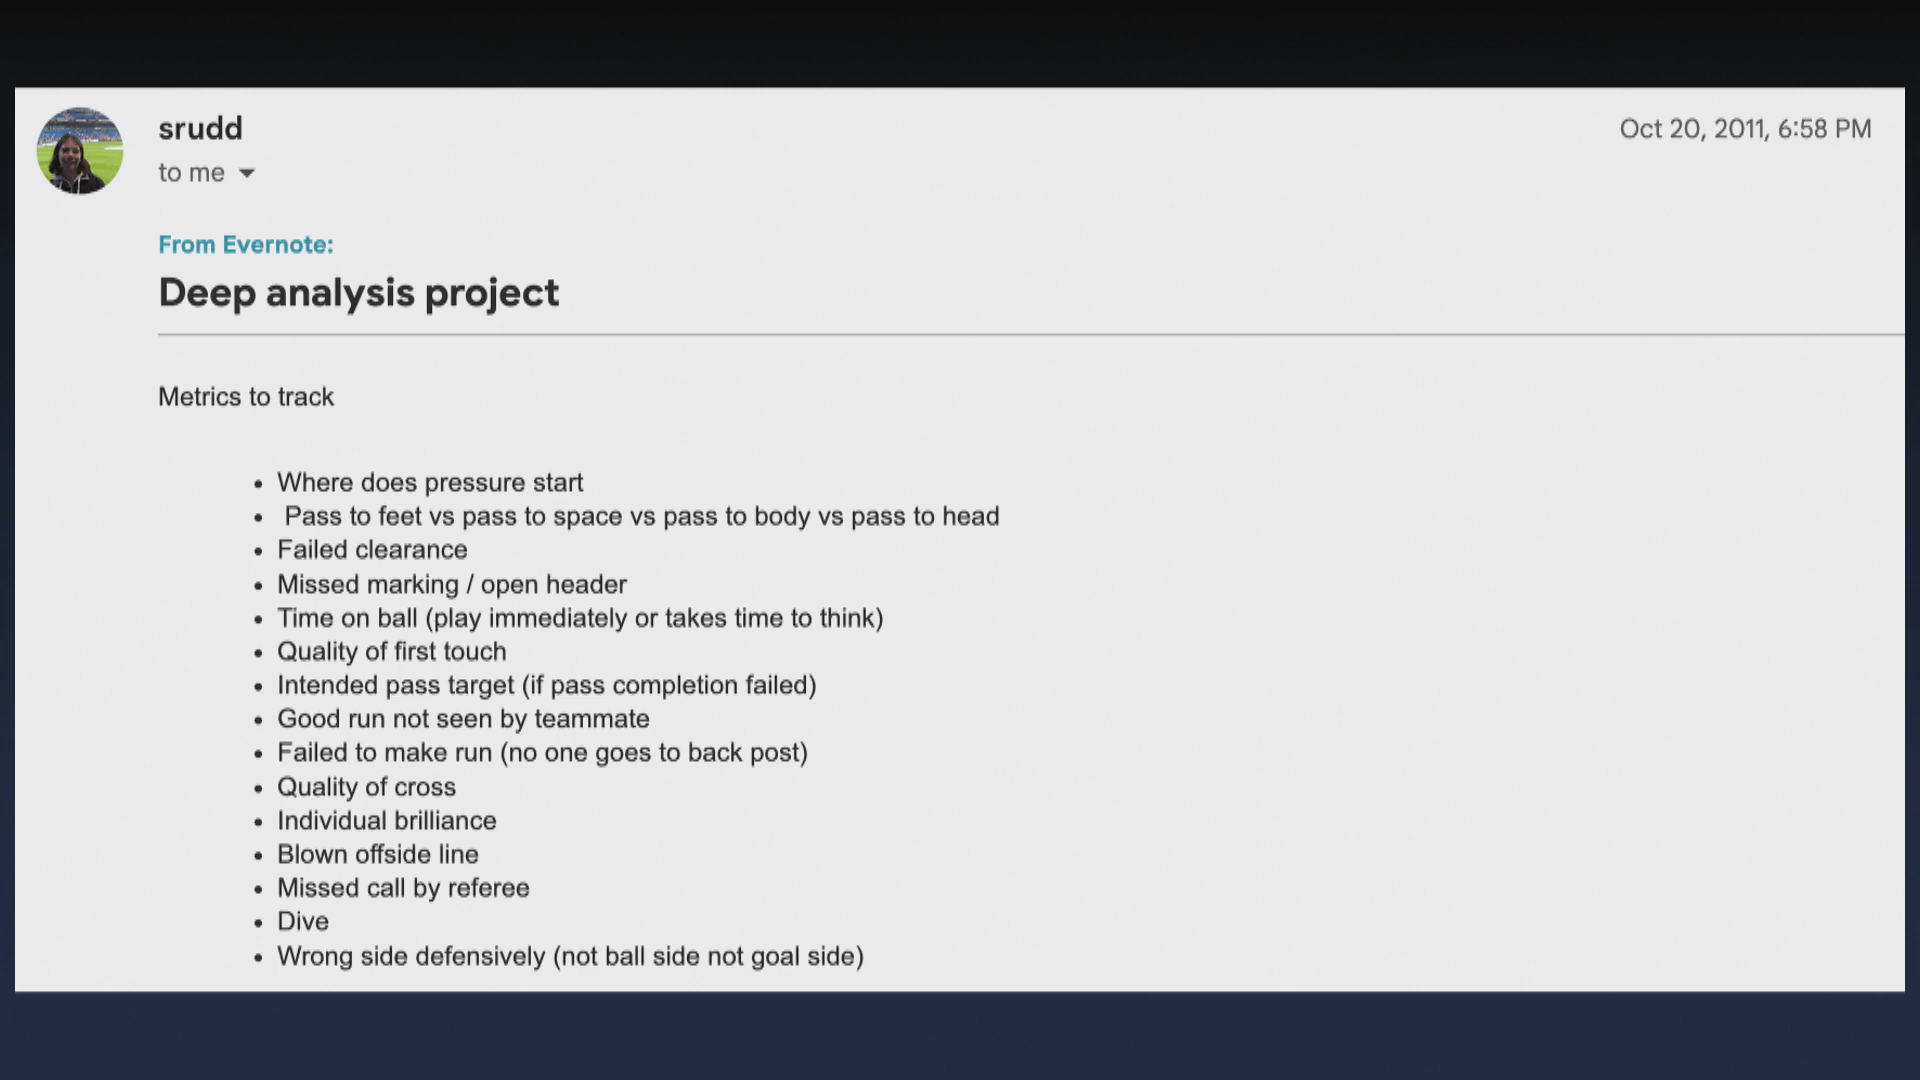 srudd
Oct 20, 2011, 6:58 PM
to me
From Evernote:
Deep analysis project
Metrics to track
• Where does pressure start
• Pass to feet vs pass to space vs pass to body vs pass to head
• Failed clearance
• Missed marking / open header
• Time on ball (play immediately or takes time to think)
• Quality of first touch
• Intended pass target (if pass completion failed)
• Good run not seen by teammate
• Failed to make run (no one goes to back post)
• Quality of cross
• Individual brilliance
• Blown offside line
• Missed call by referee
• Dive
• Wrong side defensively (not ball side not goal side)